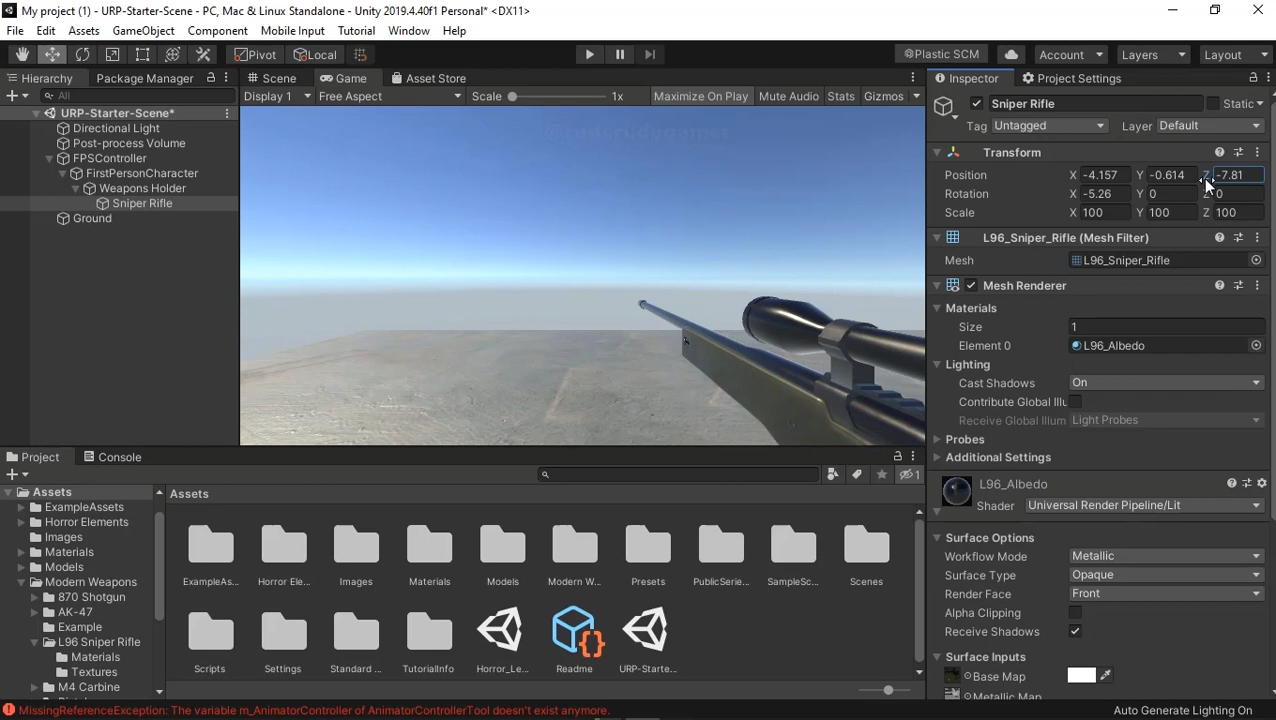 My project (1) - URP-Starter-Scene - PC, Mac & Linux Standalone - Unity 2019.4.40f1 Personal* <DX11>
File Edit Assets GameObject Component Mobile Input Tutorial Window Help
Pivot Local Plastic SCM Account Layers Layout
Hierarchy Package Manager Scene Game Asset Store Inspector Project Settings
All Display 1 Free Aspect Scale 1x Maximize On Play Mute Audio Stats Gizmos
Sniper Rifle Static
Tag Untagged Layer Default
URP-Starter-Scene*
Directional Light
Post-process Volume
FPSController
FirstPersonCharacter
Weapons Holder
Sniper Rifle
Ground
Transform
Position X -4.157 Y -0.614 Z -7.81
Rotation X -5.26 Y 0 Z 0
Scale X 100 Y 100 Z 100
L96_Sniper_Rifle (Mesh Filter)
Mesh L96_Sniper_Rifle
Mesh Renderer
Materials
Size 1
Element 0 L96_Albedo
Lighting
Cast Shadows On
Contribute Global Illu
Receive Global Illum Light Probes
Probes
Additional Settings
L96_Albedo
Shader Universal Render Pipeline/Lit
Surface Options
Workflow Mode Metallic
Surface Type Opaque
Render Face Front
Alpha Clipping
Receive Shadows
Surface Inputs
Base Map
Metallic Map
Project Console
1
Assets
ExampleAssets
Horror Elements
Images
Materials
Models
Modern Weapons
870 Shotgun
AK-47
Example
L96 Sniper Rifle
Materials
Textures
M4 Carbine
Assets
ExampleAs... Horror Ele... Images Materials Models Modern W... Presets PublicSerie... SampleSc... Scenes
Scripts Settings Standard ... TutorialInfo Horror_Le... Readme URP-Starte...
MissingReferenceException: The variable m_AnimatorController of AnimatorControllerTool doesn't exist anymore.
Auto Generate Lighting On